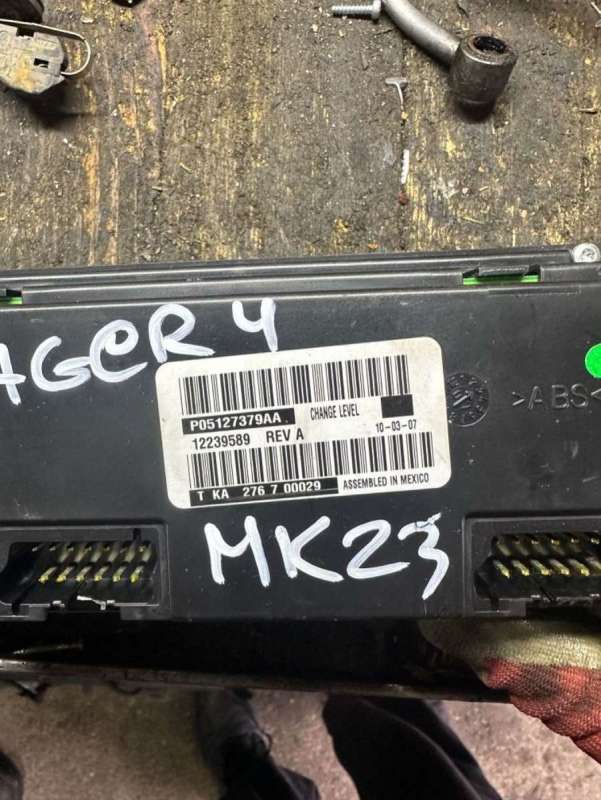 AGER 4
P05127379AA
CHANGE LEVEL
12239589 REV A
10-03-07
T KA 276 7 00029
ASSEMBLED IN MEXICO
>ABS<
MK23